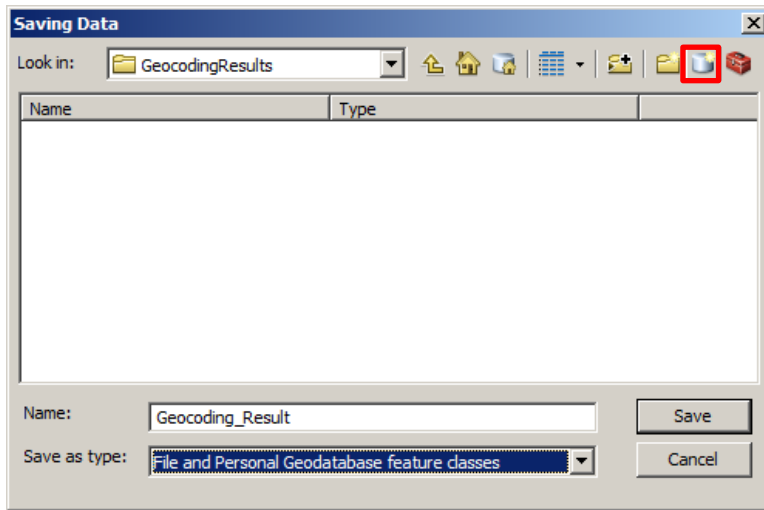 Saving Data
Look in: GeocodingResults
Name Type
Name: Geocoding_Result Save
Save as type: File and Personal Geodatabase feature classes Cancel